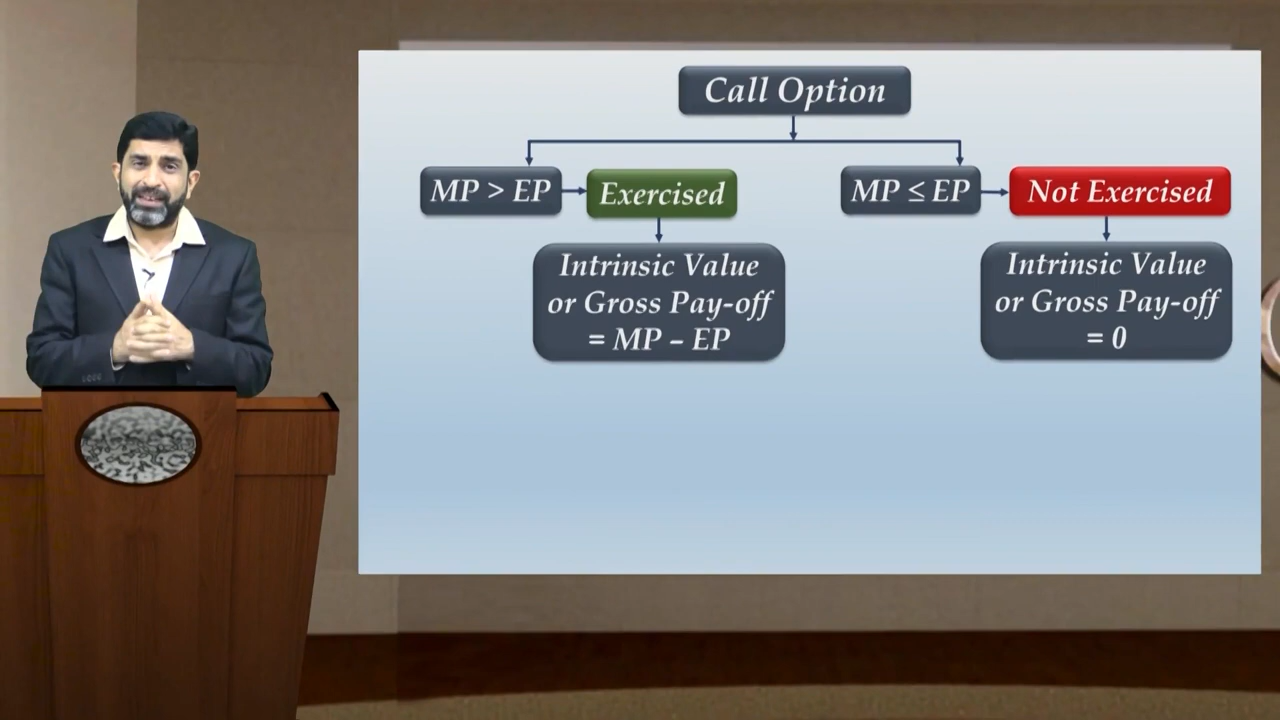 Call Option
MP > EP
Exercised
MP ≤ EP
Not Exercised
Intrinsic Value
or Gross Pay-off
= MP – EP
Intrinsic Value
or Gross Pay-off
= 0